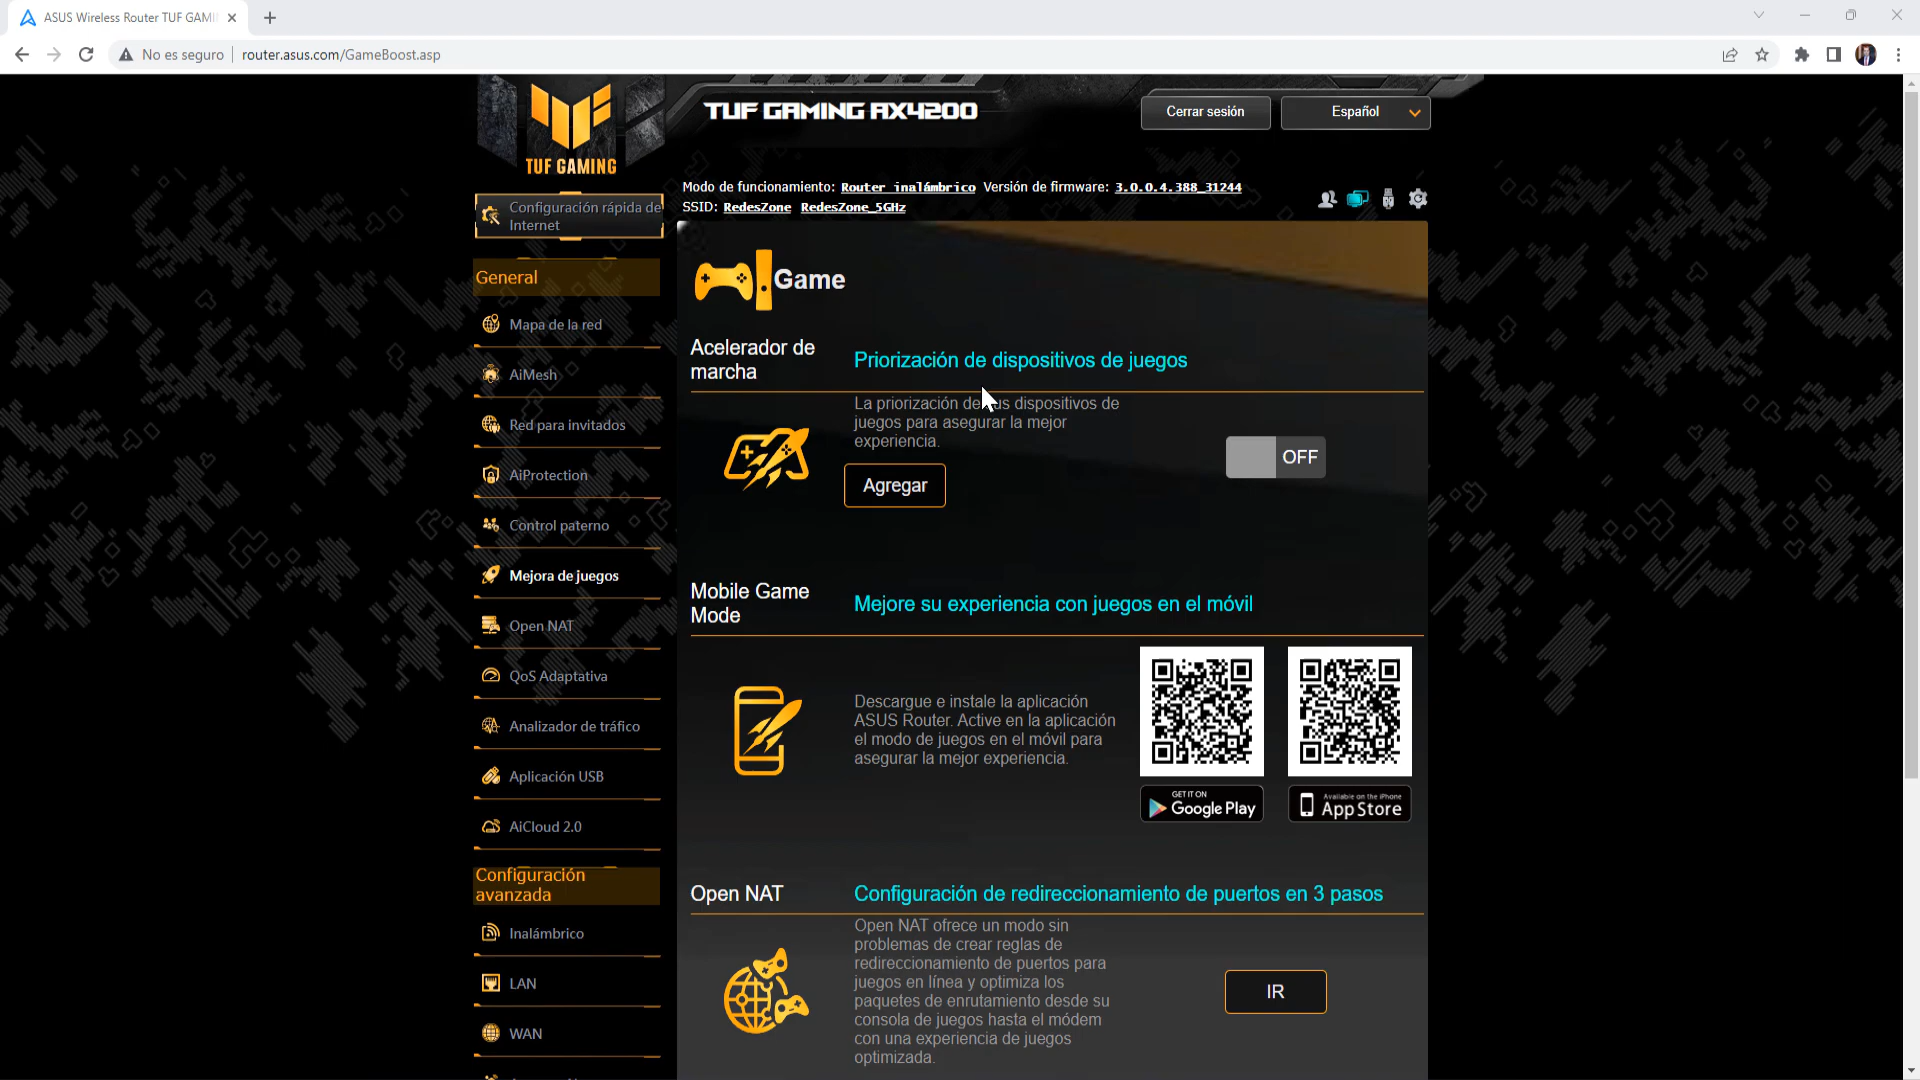 ASUS Wireless Router TUF GAMI
No es seguro
router.asus.com/GameBoost.asp
TUF GAMING
TUF GAMING AX4200
Cerrar sesión
Español
Modo de funcionamiento: Router inalámbrico Versión de firmware: 3.0.0.4.388_31244
SSID: RedesZone RedesZone_5GHz
Configuración rápida de
Internet
General
Mapa de la red
AiMesh
Red para invitados
AiProtection
Control paterno
Mejora de juegos
Open NAT
QoS Adaptativa
Analizador de tráfico
Aplicación USB
AiCloud 2.0
Configuración
avanzada
Inalámbrico
LAN
WAN
Game
Acelerador de
marcha
Priorización de dispositivos de juegos
La priorización de sus dispositivos de
juegos para asegurar la mejor
experiencia.
Agregar
OFF
Mobile Game
Mode
Mejore su experiencia con juegos en el móvil
Descargue e instale la aplicación
ASUS Router. Active en la aplicación
el modo de juegos en el móvil para
asegurar la mejor experiencia.
GET IT ON
Google Play
Available on the iPhone
App Store
Open NAT
Configuración de redireccionamiento de puertos en 3 pasos
Open NAT ofrece un modo sin
problemas de crear reglas de
redireccionamiento de puertos para
juegos en línea y optimiza los
paquetes de enrutamiento desde su
consola de juegos hasta el módem
con una experiencia de juegos
optimizada.
IR